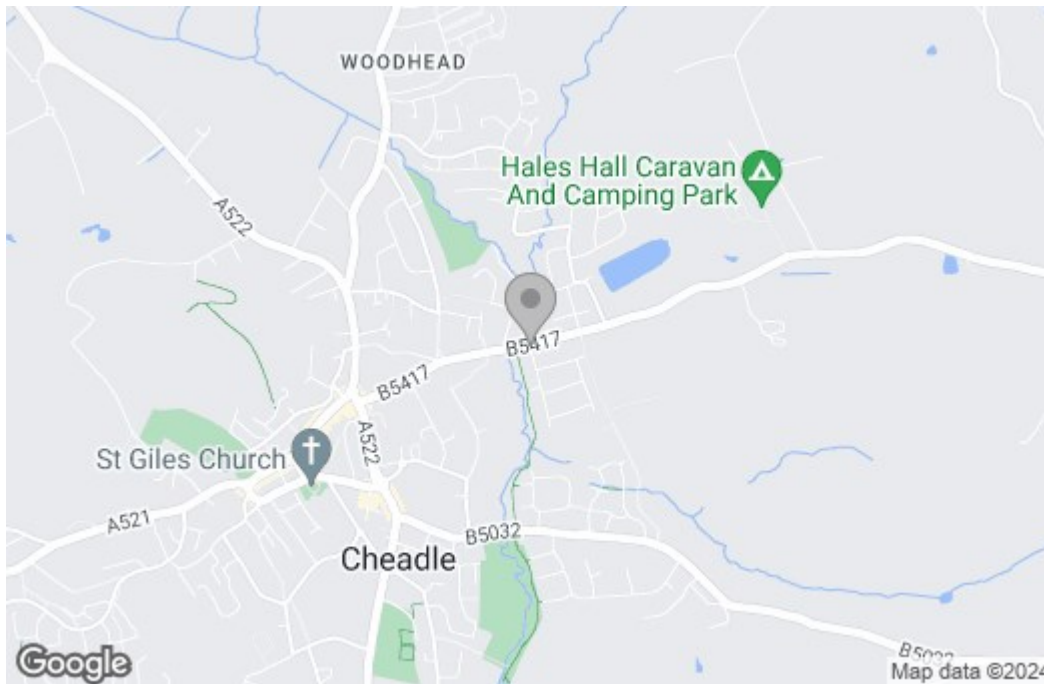 WOODHEAD
Hales Hall Caravan
And Camping Park
A522
B5417
B5417
A522
St Giles Church
A521
B5032
Cheadle
B5032
Google
Map data ©2024